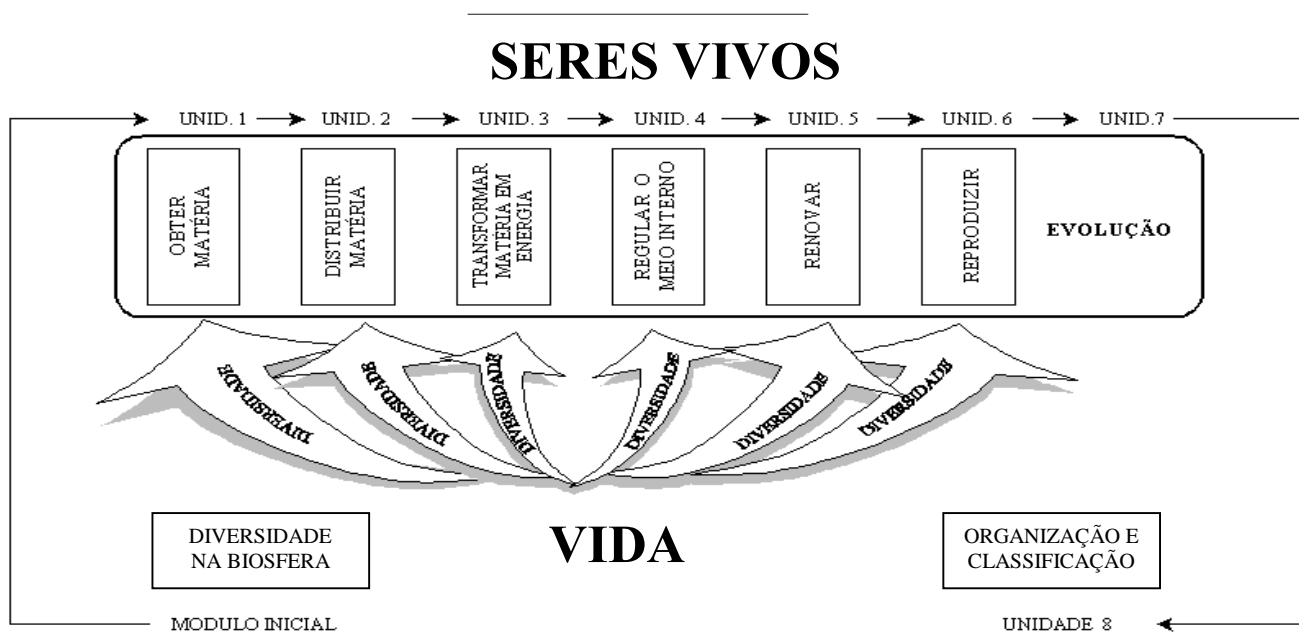 SERES VIVOS
UNID. 1
UNID. 2
UNID. 3
UNID. 4
UNID. 5
UNID. 6
UNID.7
OBTER
MATÉRIA
DISTRIBUIR
MATÉRIA
TRANSFORMAR
MATÉRIA EM
ENERGIA
REGULAR O
MEIO INTERNO
RENOVAR
REPRODUZIR
EVOLUÇÃO
DIVERSIDADE
DIVERSIDADE
DIVERSIDADE
DIVERSIDADE
DIVERSIDADE
DIVERSIDADE
DIVERSIDADE
NA BIOSFERA
VIDA
ORGANIZAÇÃO E
CLASSIFICAÇÃO
MODULO INICIAL
UNIDADE 8